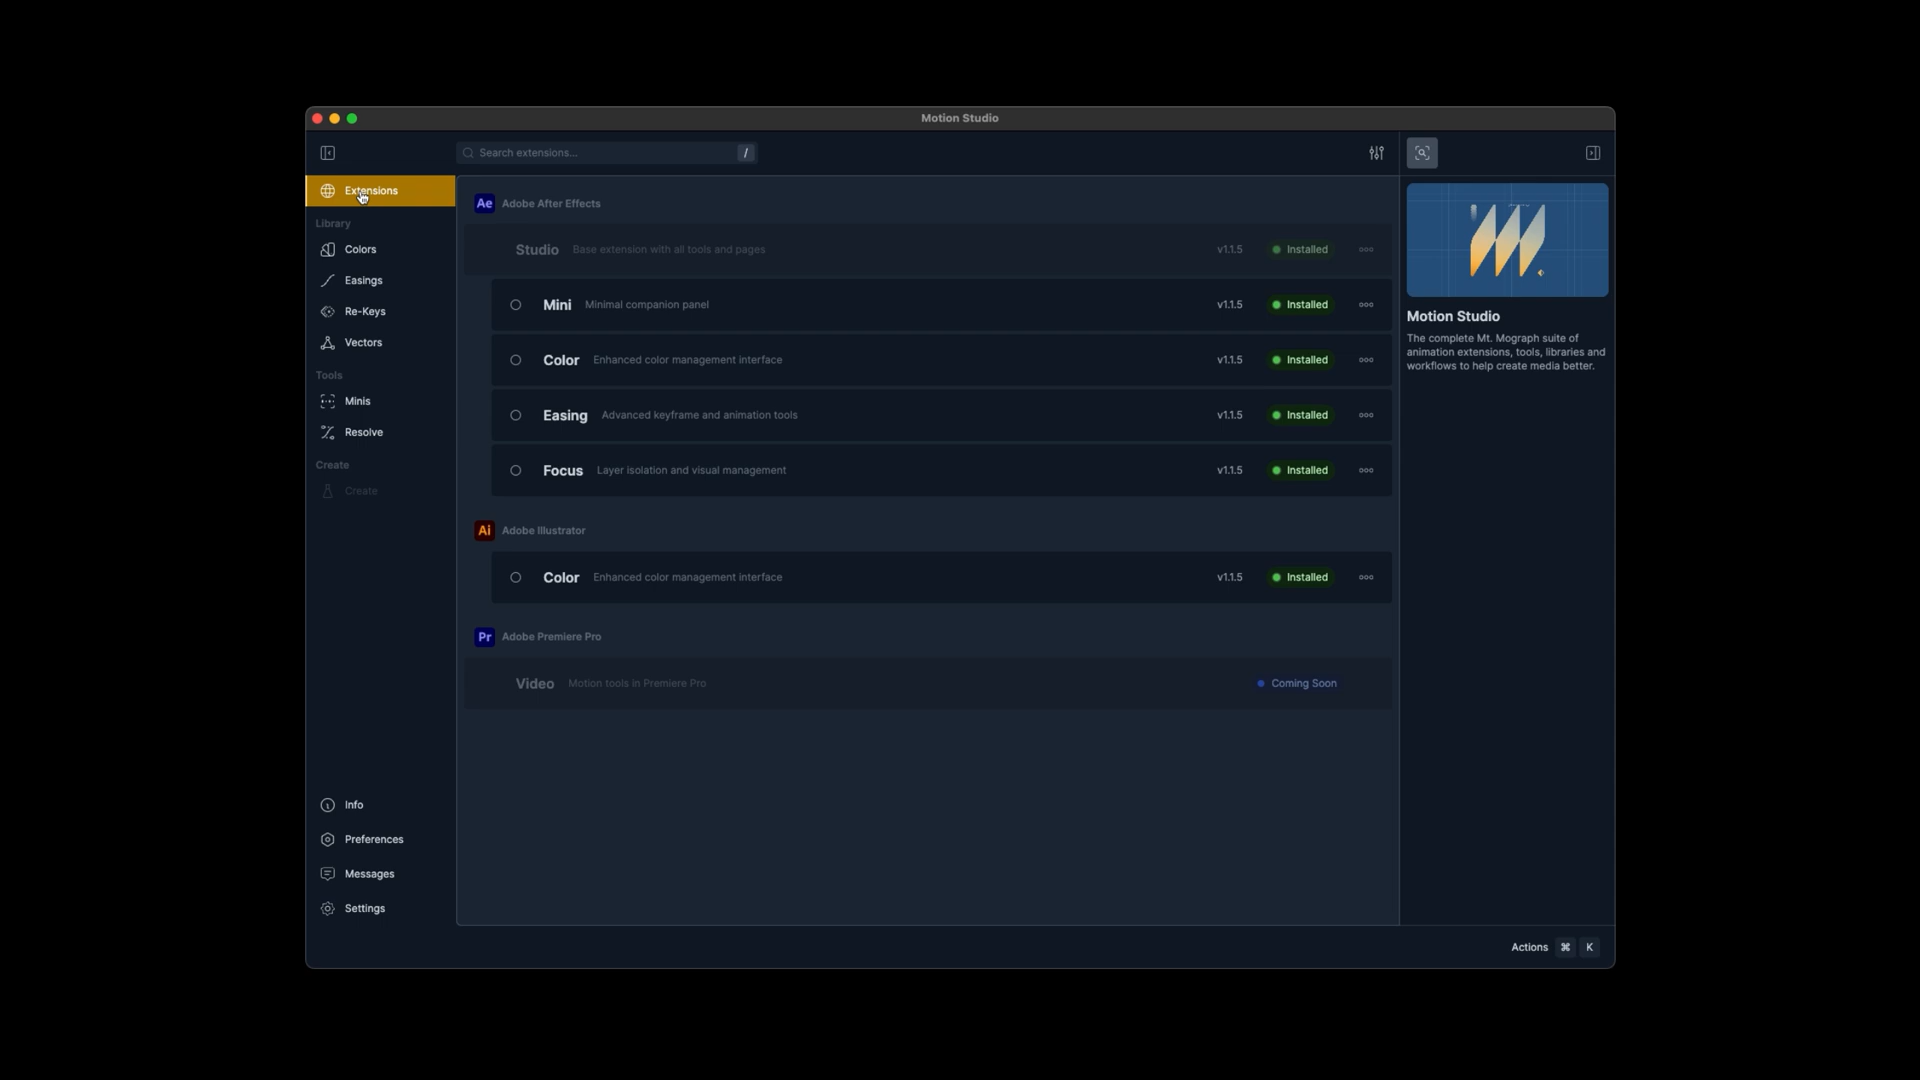 Motion Studio
Search extensions... /
Extensions
Library
Colors
Easings
Re-Keys
Vectors
Tools
Minis
Resolve
Create
Create
Info
Preferences
Messages
Settings
Ae Adobe After Effects
Studio Base extension with all tools and pages v1.1.5 Installed
Mini Minimal companion panel v1.1.5 Installed
Color Enhanced color management interface v1.1.5 Installed
Easing Advanced keyframe and animation tools v1.1.5 Installed
Focus Layer isolation and visual management v1.1.5 Installed
Ai Adobe Illustrator
Color Enhanced color management interface v1.1.5 Installed
Pr Adobe Premiere Pro
Video Motion tools in Premiere Pro Coming Soon
Motion Studio
The complete Mt. Mograph suite of
animation extensions, tools, libraries and
workflows to help create media better.
Actions ⌘ K